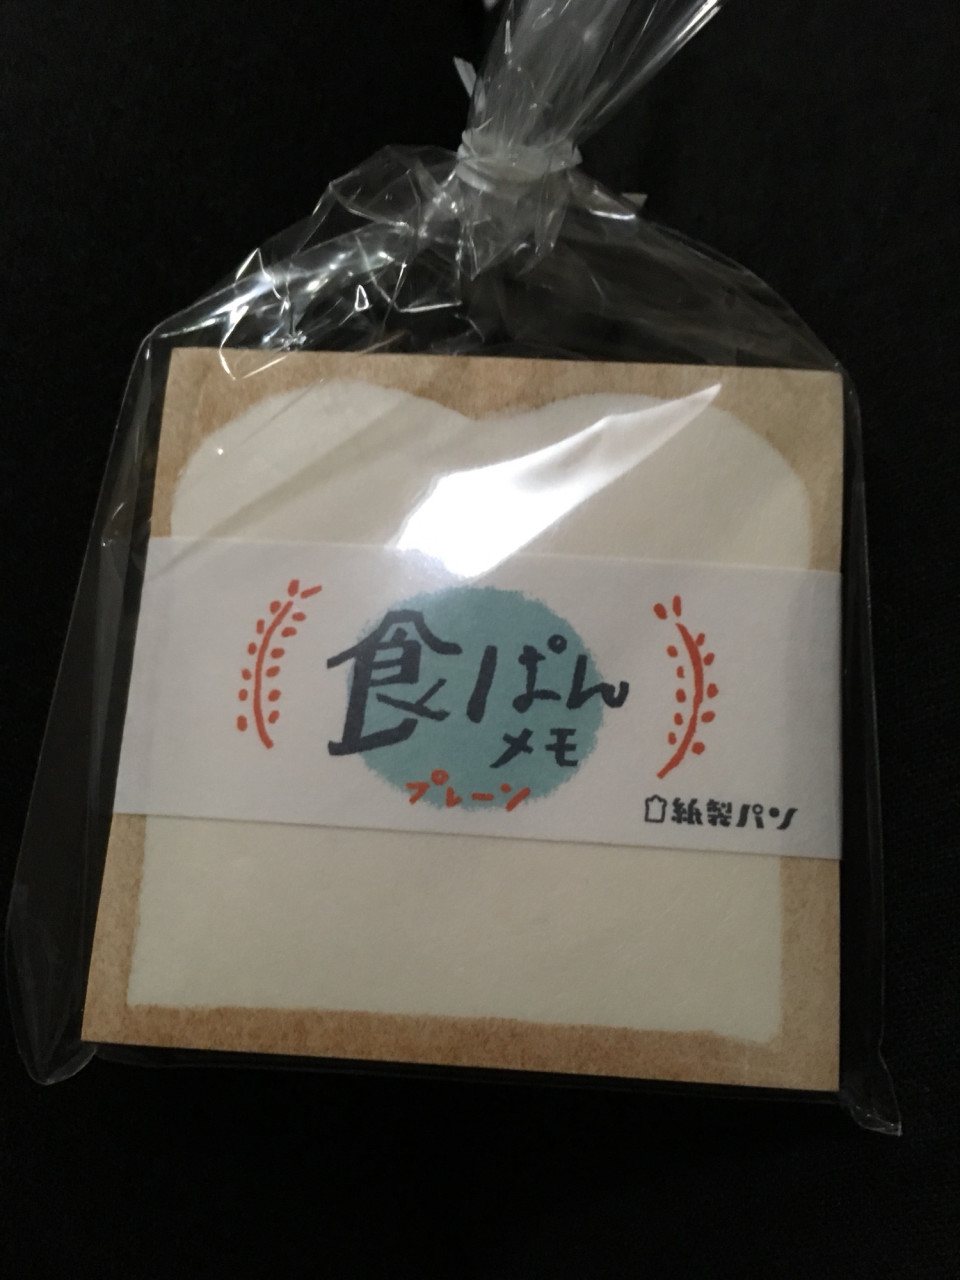 食ぱん
メモ
プレーン
紙製パン